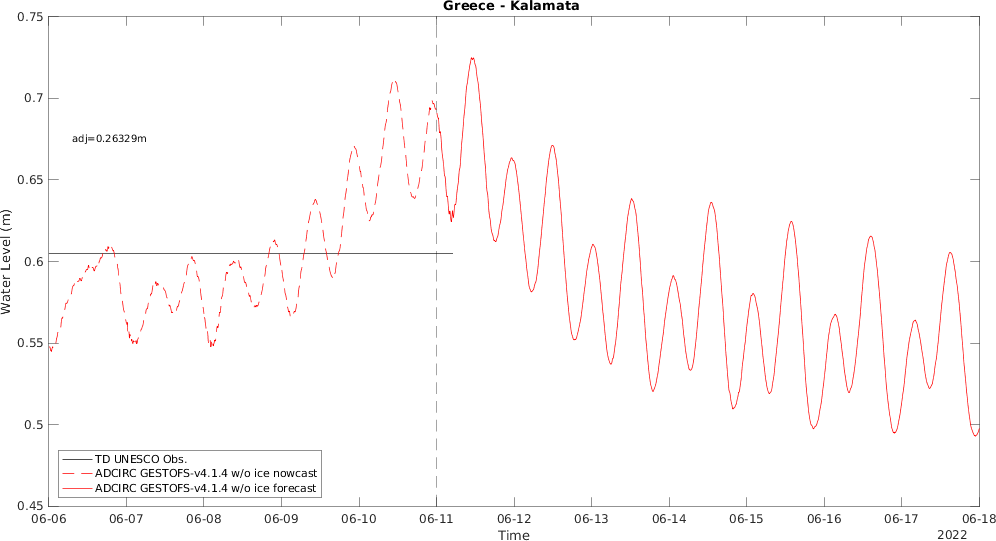 Greece - Kalamata
0.75
0.7
0.65
0.6
0.55
0.5
0.45
Water Level (m)
adj=0.26329m
TD UNESCO Obs.
ADCIRC GESTOFS-v4.1.4 w/o ice nowcast
ADCIRC GESTOFS-v4.1.4 w/o ice forecast
06-06 06-07 06-08 06-09 06-10 06-11 06-12 06-13 06-14 06-15 06-16 06-17 06-18
Time
2022